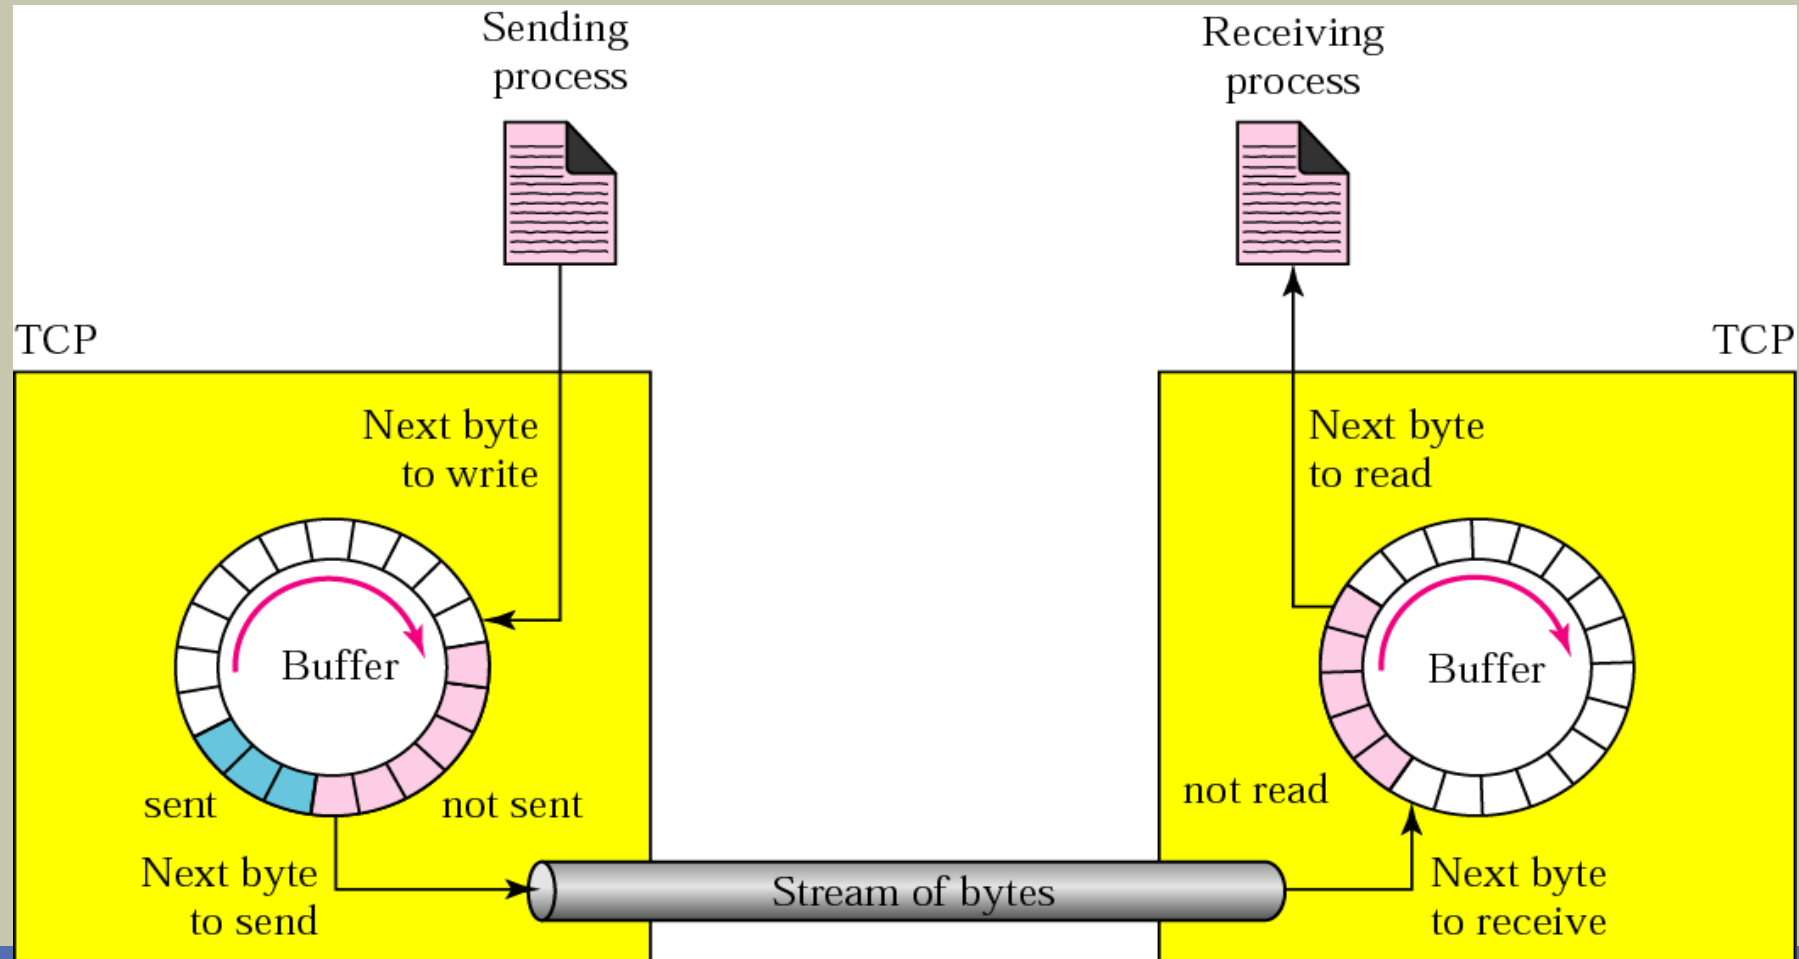 Sending
process
Receiving
process
TCP
TCP
Next byte
to write
Next byte
to read
Buffer
Buffer
sent
not sent
not read
Next byte
to send
Stream of bytes
Next byte
to receive